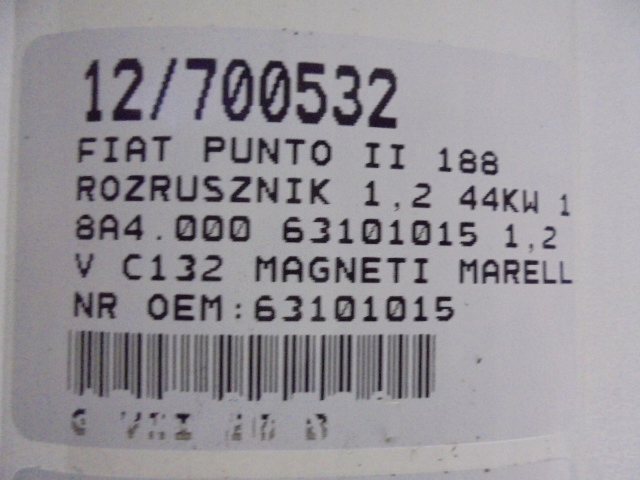 12/700532
FIAT PUNTO II 188
ROZRUSZNIK 1,2 44KW 1
8A4.000 63101015 1,2
V C132 MAGNETI MARELL
NR OEM:63101015